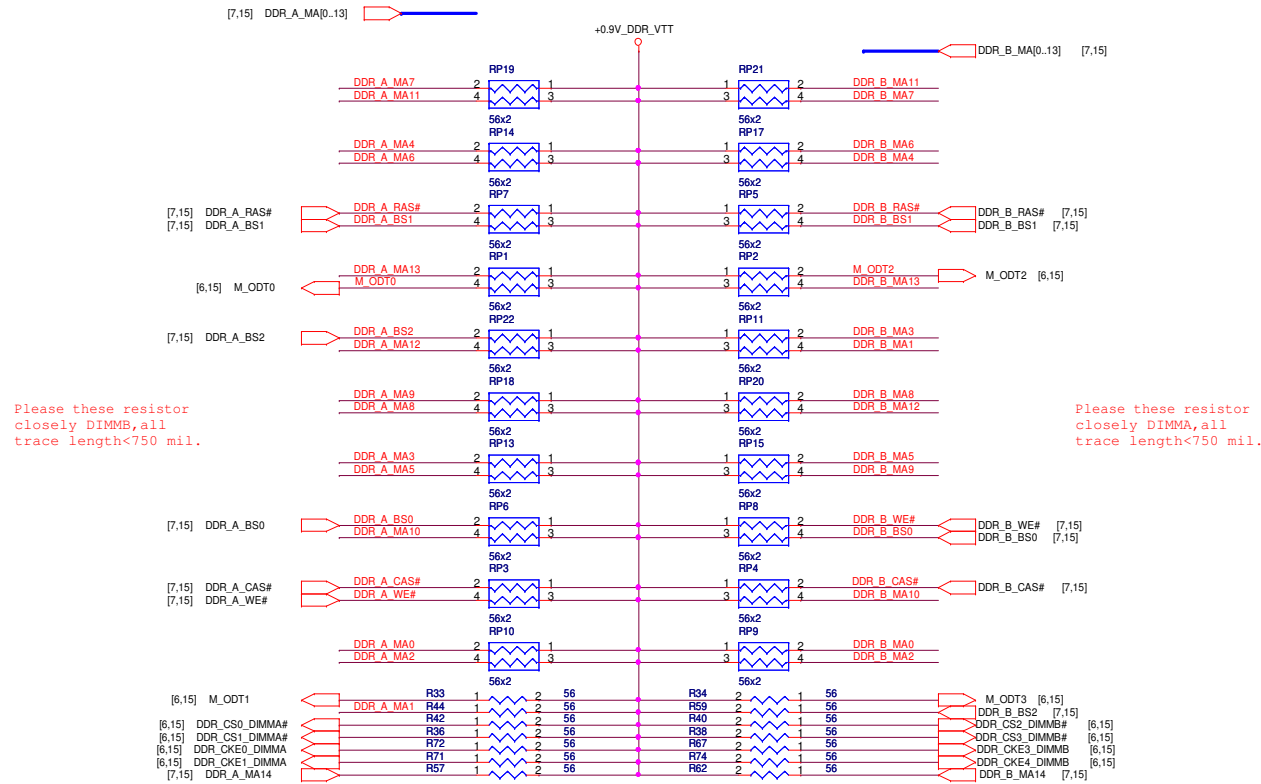 [7,15] DDR_A_MA[0..13]
+0.9V_DDR_VTT
DDR_B_MA[0..13] [7,15]
RP19 RP21
DDR_A_MA7 2 1 1 2 DDR_B_MA11
DDR_A_MA11 4 3 3 4 DDR_B_MA7
56x2 56x2
RP14 RP17
DDR_A_MA4 2 1 1 2 DDR_B_MA6
DDR_A_MA6 4 3 3 4 DDR_B_MA4
56x2 56x2
RP7 RP5
[7,15] DDR_A_RAS# DDR_A_RAS# 2 1 1 2 DDR_B_RAS# DDR_B_RAS# [7,15]
[7,15] DDR_A_BS1 DDR_A_BS1 4 3 3 4 DDR_B_BS1 DDR_B_BS1 [7,15]
56x2 56x2
RP1 RP2
DDR_A_MA13 2 1 1 2 M_ODT2 M_ODT2 [6,15]
[6,15] M_ODT0 M_ODT0 4 3 3 4 DDR_B_MA13
56x2 56x2
RP22 RP11
[7,15] DDR_A_BS2 DDR_A_BS2 2 1 1 2 DDR_B_MA3
DDR_A_MA12 4 3 3 4 DDR_B_MA1
56x2 56x2
RP18 RP20
DDR_A_MA9 2 1 1 2 DDR_B_MA8
DDR_A_MA8 4 3 3 4 DDR_B_MA12
Please these resistor
closely DIMMB,all
trace length<750 mil.
Please these resistor
closely DIMMA,all
trace length<750 mil.
56x2 56x2
RP13 RP15
DDR_A_MA3 2 1 1 2 DDR_B_MA5
DDR_A_MA5 4 3 3 4 DDR_B_MA9
56x2 56x2
RP6 RP8
[7,15] DDR_A_BS0 DDR_A_BS0 2 1 1 2 DDR_B_WE# DDR_B_WE# [7,15]
DDR_A_MA10 4 3 3 4 DDR_B_BS0 DDR_B_BS0 [7,15]
56x2 56x2
RP3 RP4
[7,15] DDR_A_CAS# DDR_A_CAS# 2 1 1 2 DDR_B_CAS# DDR_B_CAS# [7,15]
[7,15] DDR_A_WE# DDR_A_WE# 4 3 3 4 DDR_B_MA10
56x2 56x2
RP10 RP9
DDR_A_MA0 2 1 1 2 DDR_B_MA0
DDR_A_MA2 4 3 3 4 DDR_B_MA2
56x2 56x2
[6,15] M_ODT1 R33 1 2 56 R34 2 1 56 M_ODT3 [6,15]
DDR_A_MA1 R44 1 2 56 R59 2 1 56 DDR_B_BS2 [7,15]
[6,15] DDR_CS0_DIMMA# R42 1 2 56 R40 2 1 56 DDR_CS2_DIMMB# [6,15]
[6,15] DDR_CS1_DIMMA# R36 1 2 56 R38 2 1 56 DDR_CS3_DIMMB# [6,15]
[6,15] DDR_CKE0_DIMMA R72 1 2 56 R67 2 1 56 DDR_CKE3_DIMMB [6,15]
[6,15] DDR_CKE1_DIMMA R71 1 2 56 R74 2 1 56 DDR_CKE4_DIMMB [6,15]
[7,15] DDR_A_MA14 R57 1 2 56 R62 2 1 56 DDR_B_MA14 [7,15]